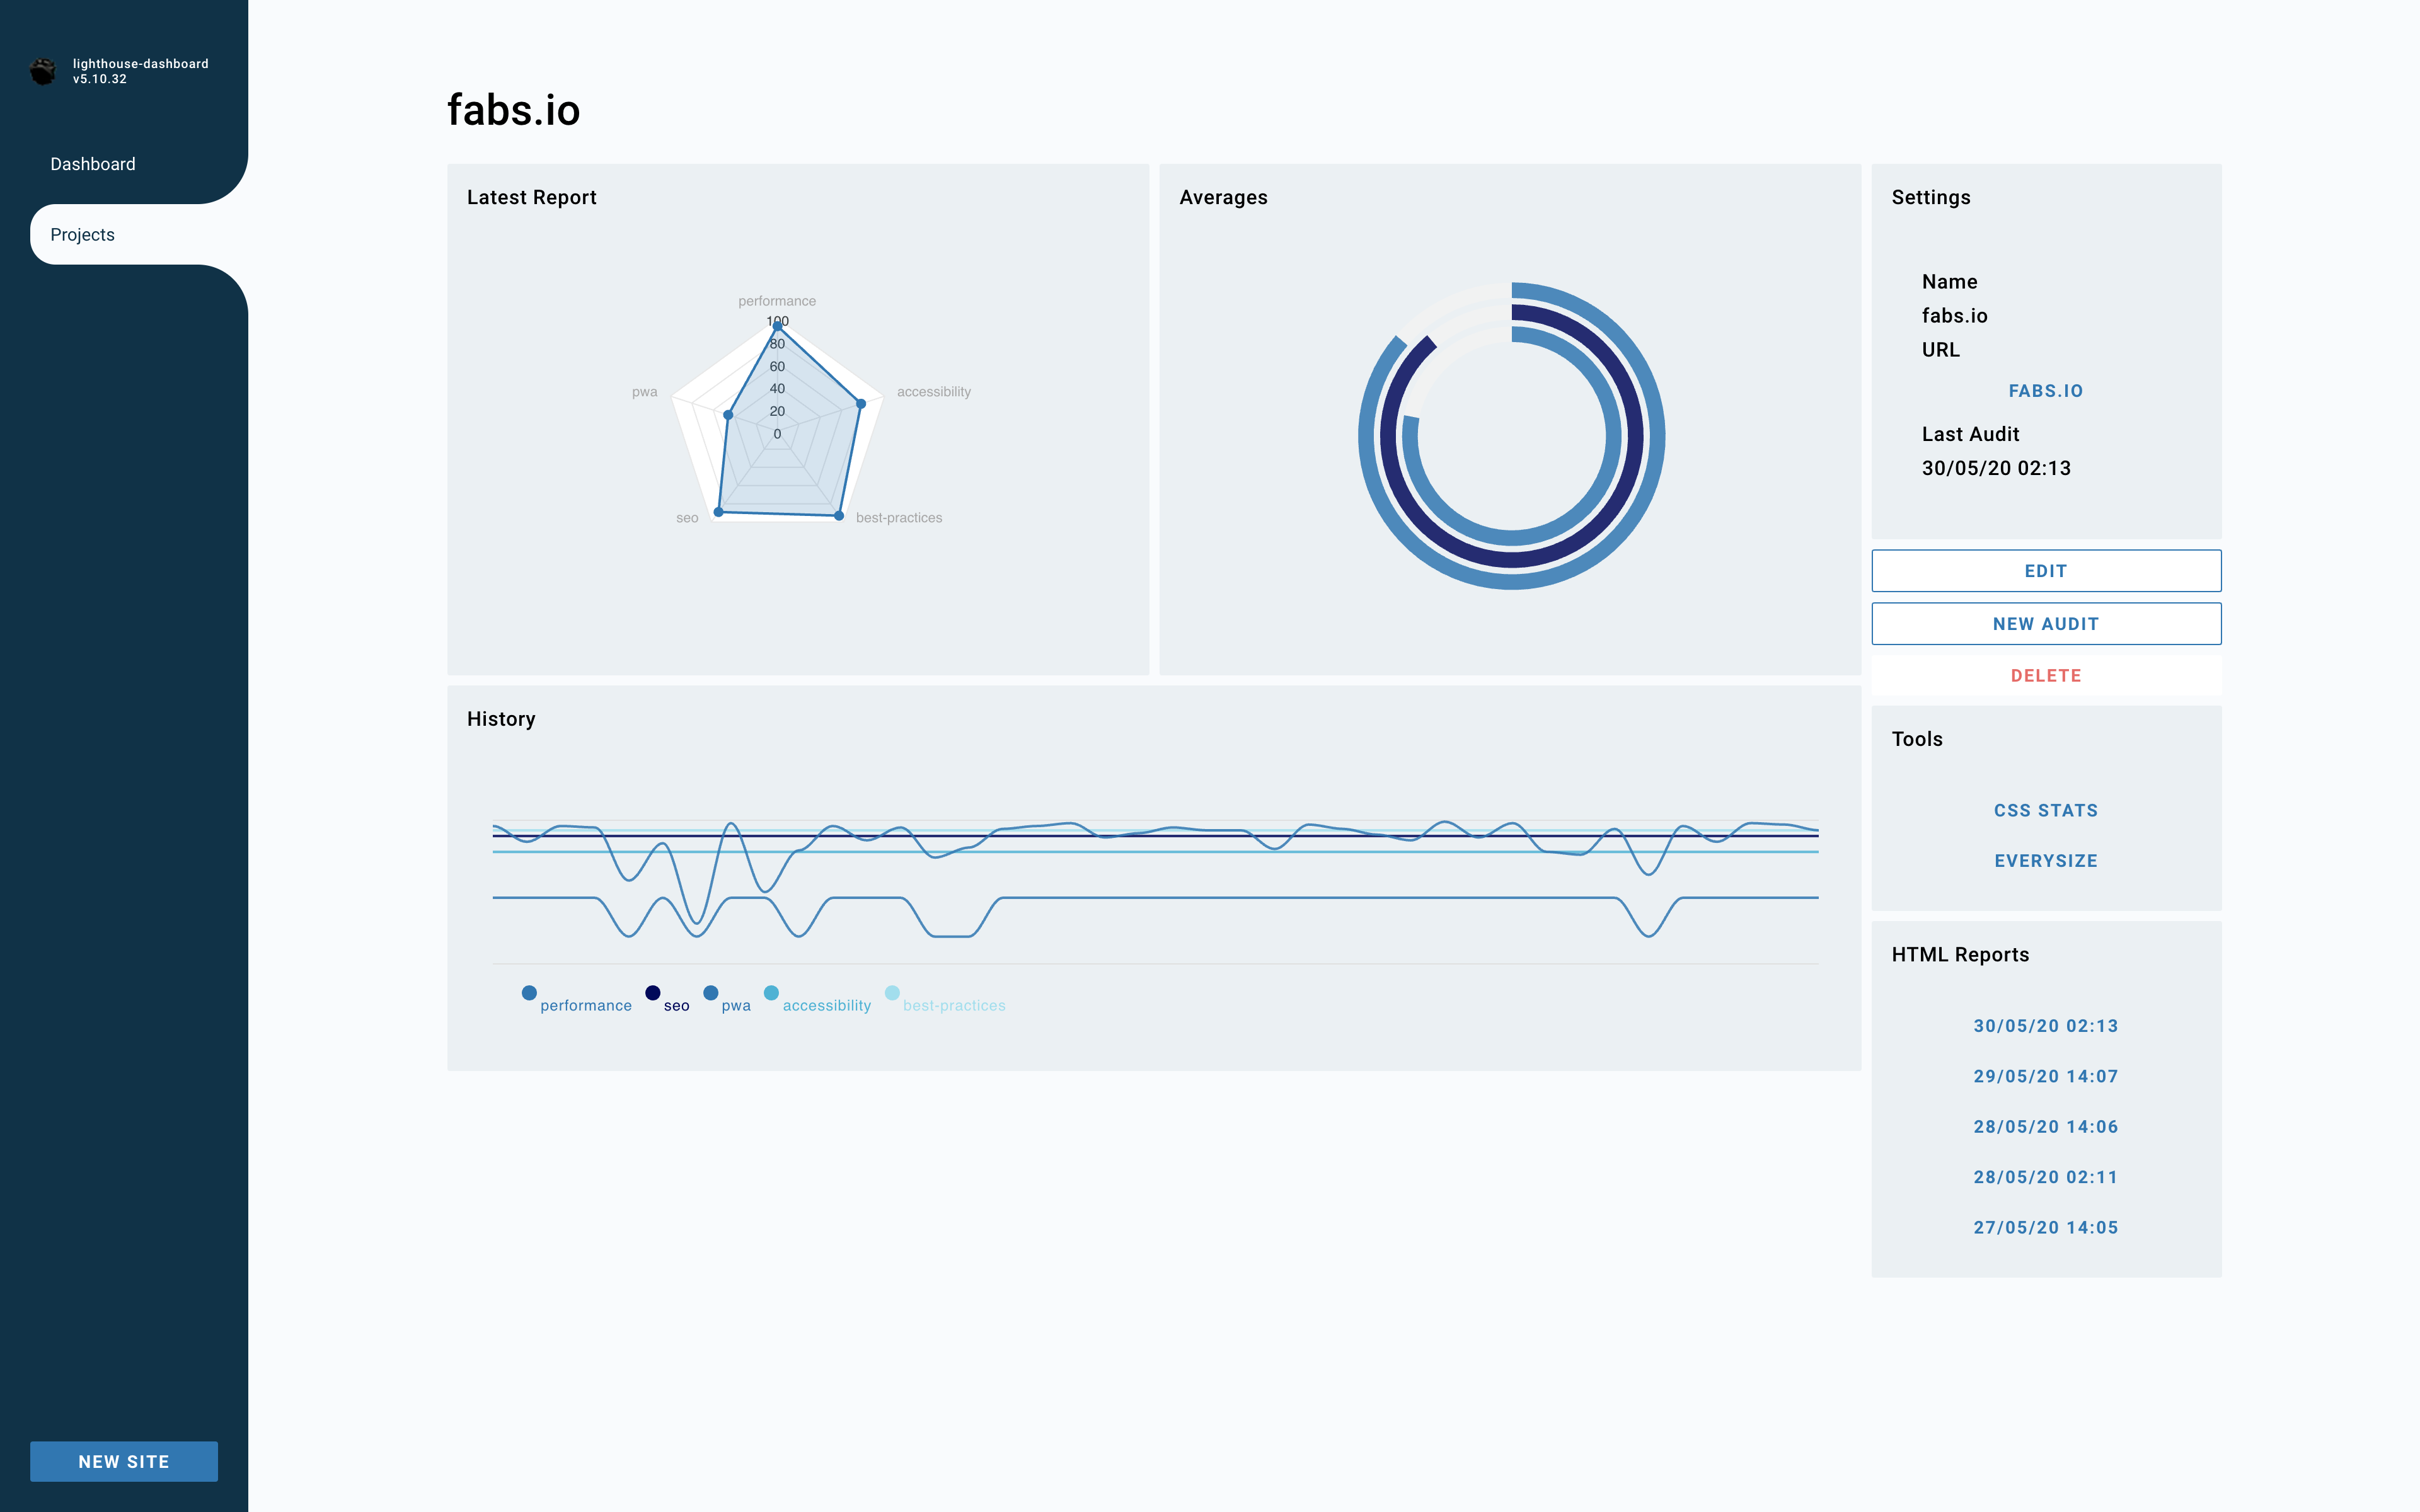 lighthouse-dashboard
v5.10.32
Dashboard
Projects
NEW SITE
fabs.io
Latest Report
performance
100
80
60
40
20
0
pwa
accessibility
seo
best-practices
Averages
History
performance
seo
pwa
accessibility
best-practices
Settings
Name
fabs.io
URL
FABS.IO
Last Audit
30/05/20 02:13
EDIT
NEW AUDIT
DELETE
Tools
CSS STATS
EVERYSIZE
HTML Reports
30/05/20 02:13
29/05/20 14:07
28/05/20 14:06
28/05/20 02:11
27/05/20 14:05